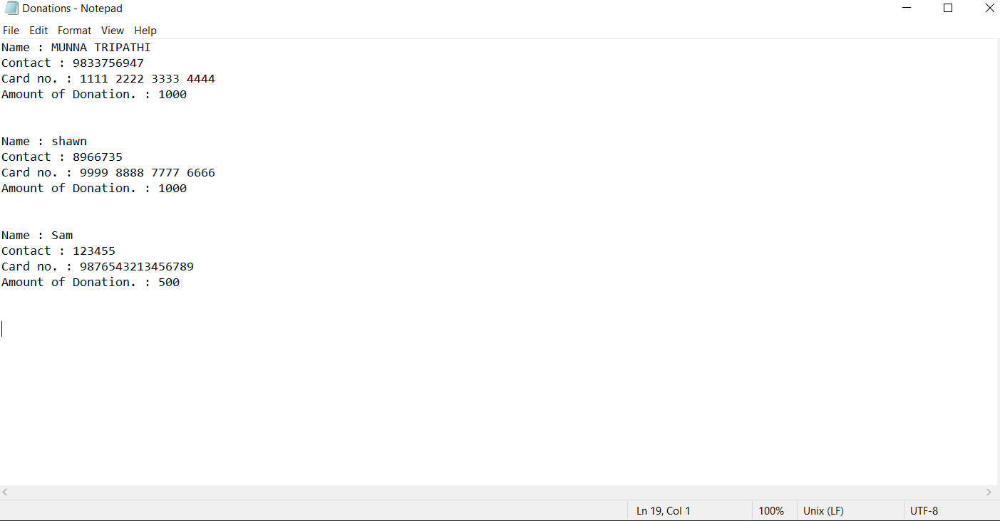 Donations - Notepad
File Edit Format View Help
Name : MUNNA TRIPATHI
Contact : 9833756947
Card no. : 1111 2222 3333 4444
Amount of Donation. : 1000
Name : shawn
Contact : 8966735
Card no. : 9999 8888 7777 6666
Amount of Donation. : 1000
Name : Sam
Contact : 123455
Card no. : 9876543213456789
Amount of Donation. : 500
Ln 19, Col 1 100% Unix (LF) UTF-8